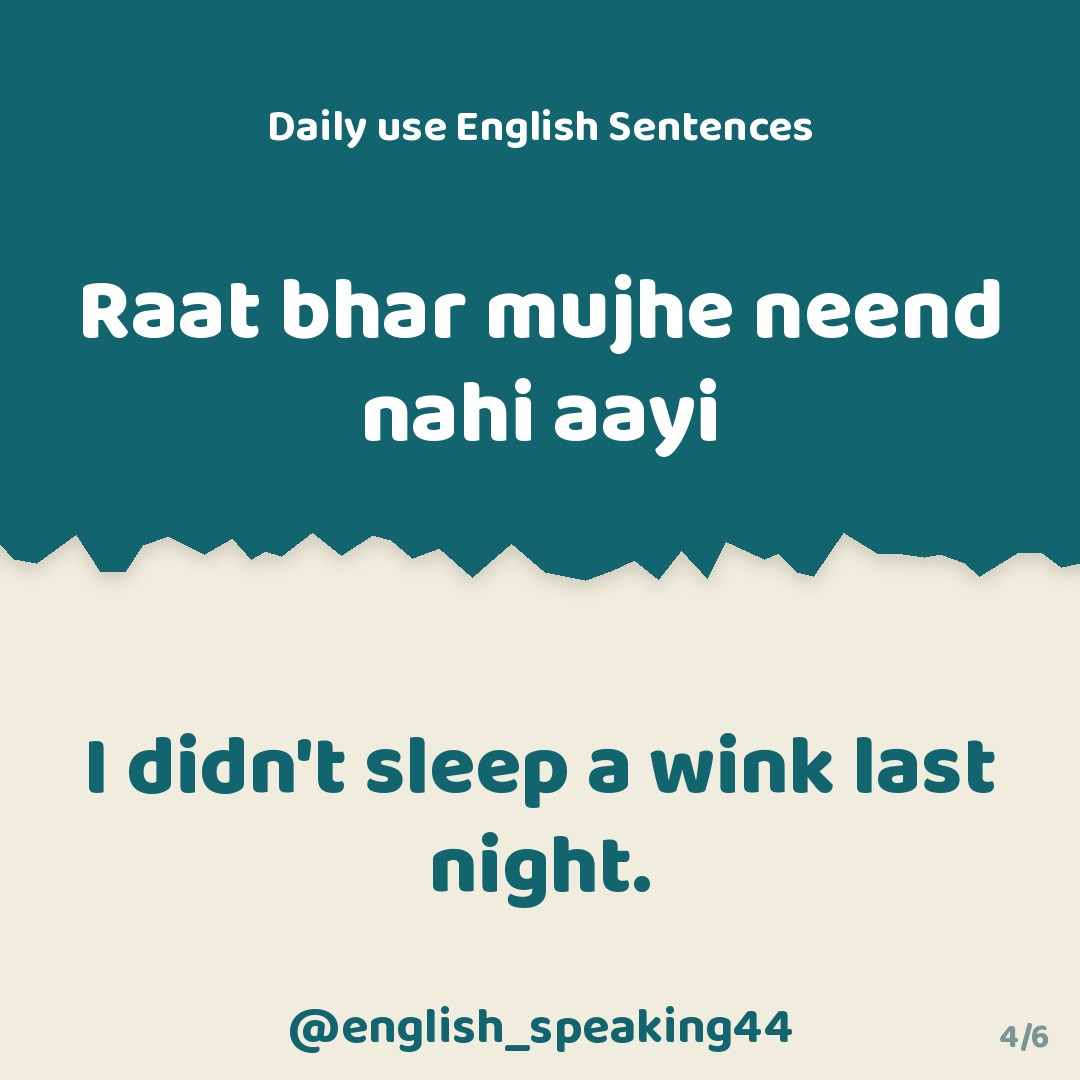 Daily use English Sentences
Raat bhar mujhe neend
nahi aayi
I didn't sleep a wink last
night.
@english_speaking44
4/6